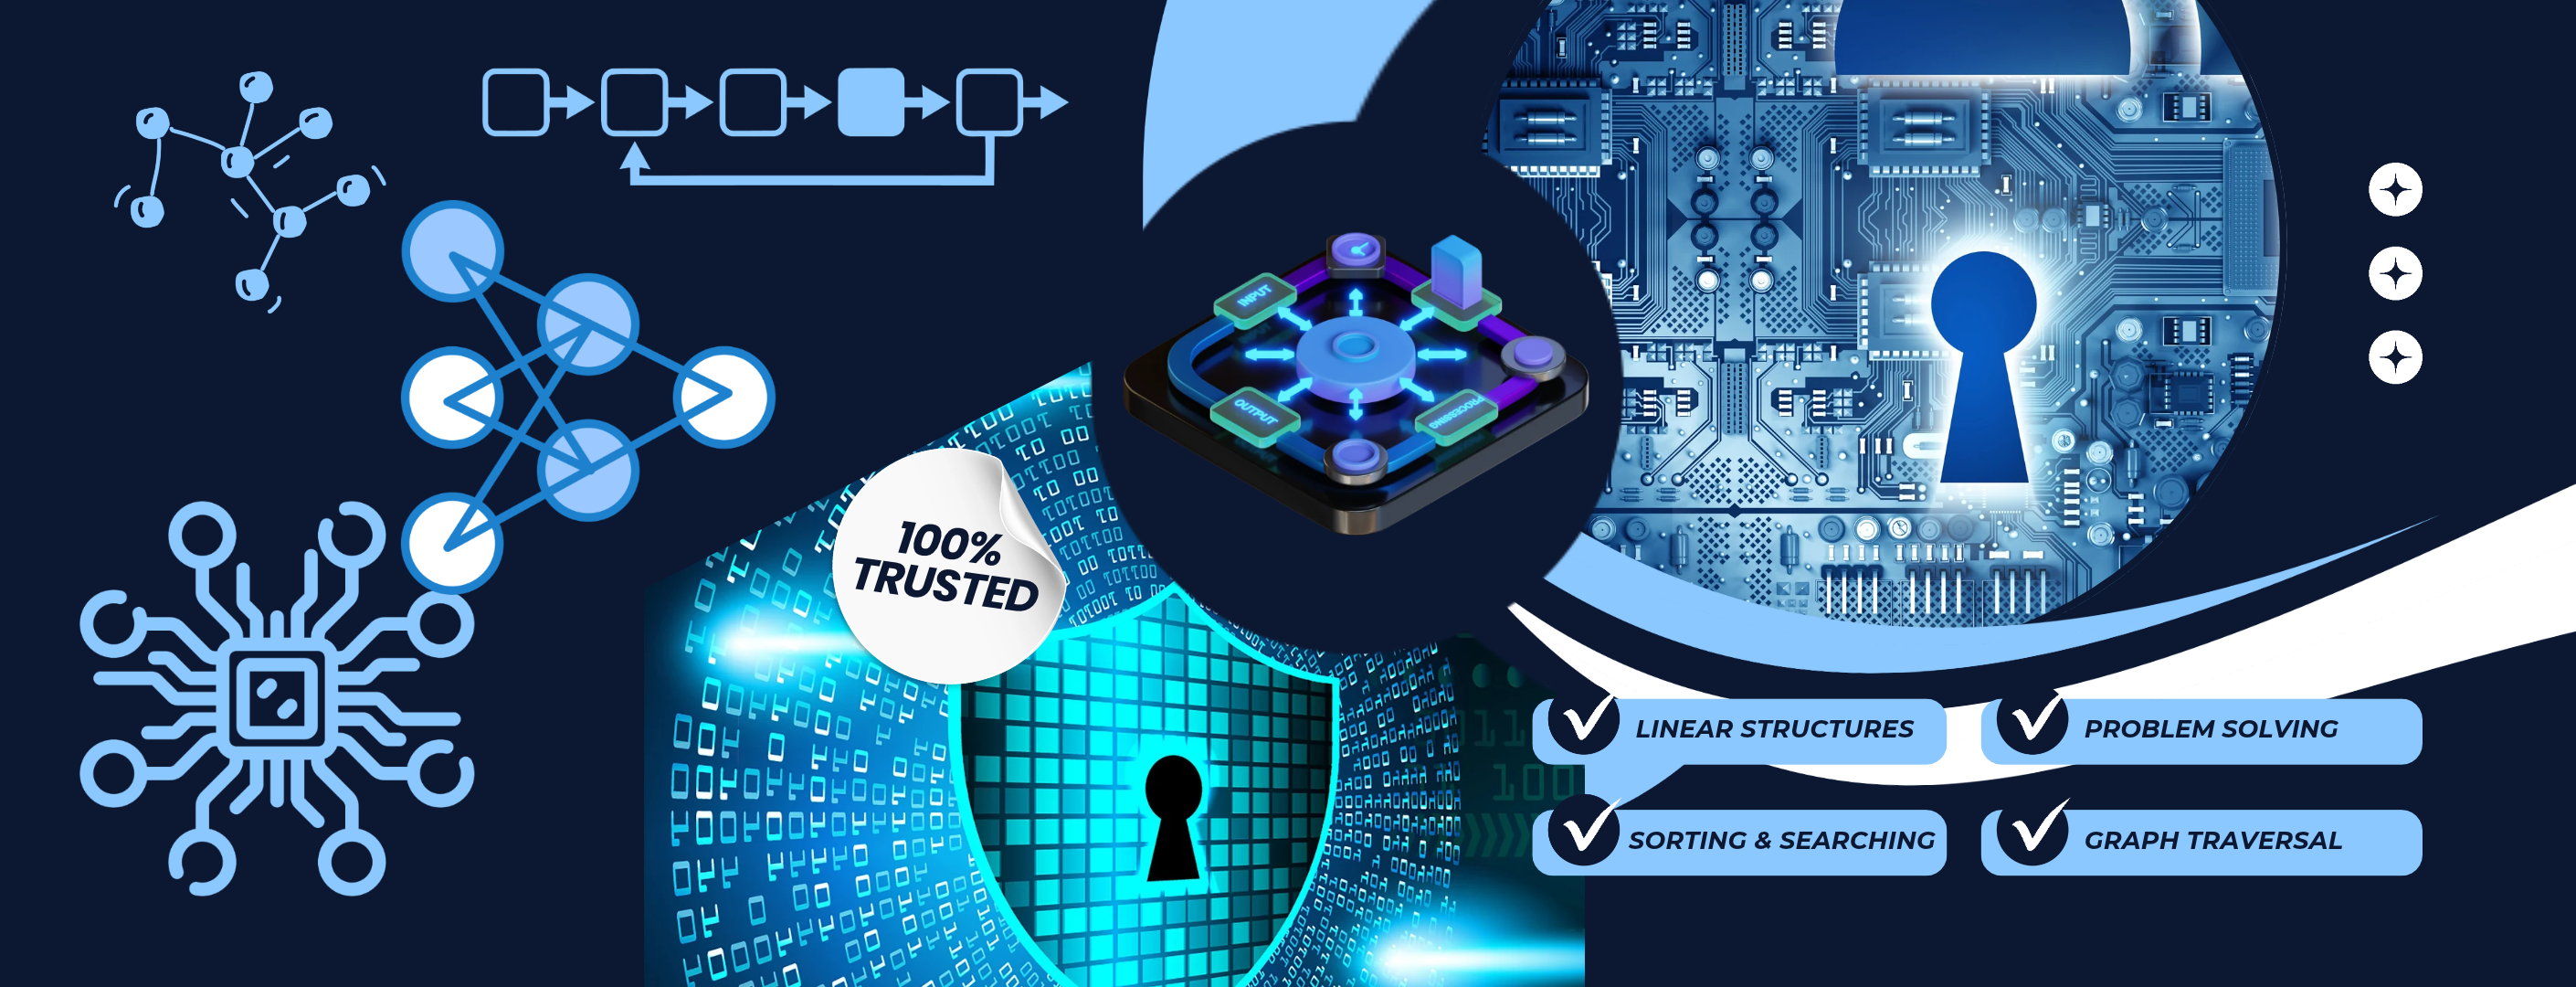 INPUT
OUTPUT
PROCESSING
100%
TRUSTED
LINEAR STRUCTURES
PROBLEM SOLVING
SORTING & SEARCHING
GRAPH TRAVERSAL